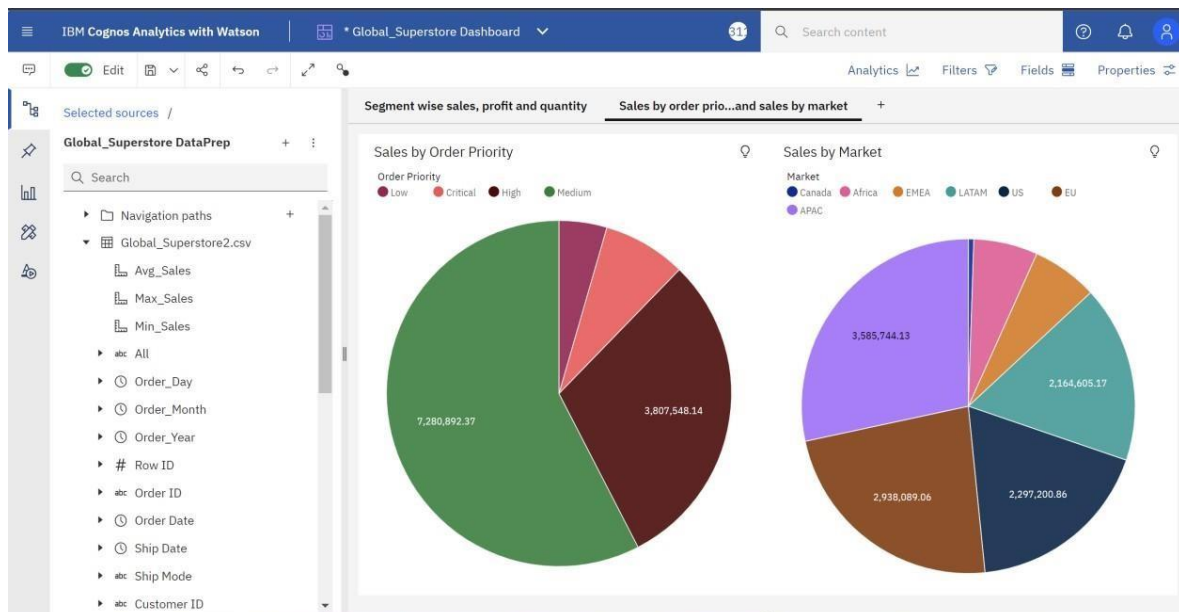 IBM Cognos Analytics with Watson
* Global_Superstore Dashboard
Search content
Edit
Analytics
Filters
Fields
Properties
Selected sources /
Global_Superstore DataPrep
Search
Navigation paths
Global_Superstore2.csv
Avg_Sales
Max_Sales
Min_Sales
abc All
Order_Day
Order_Month
Order_Year
# Row ID
abc Order ID
Order Date
Ship Date
abc Ship Mode
abc Customer ID
Segment wise sales, profit and quantity
Sales by order prio...and sales by market
+
Sales by Order Priority
Order Priority
Low Critical High Medium
7,280,892.37
3,807,548.14
Sales by Market
Market
Canada Africa EMEA LATAM US EU
APAC
3,585,744.13
2,164,605.17
2,938,089.06
2,297,200.86